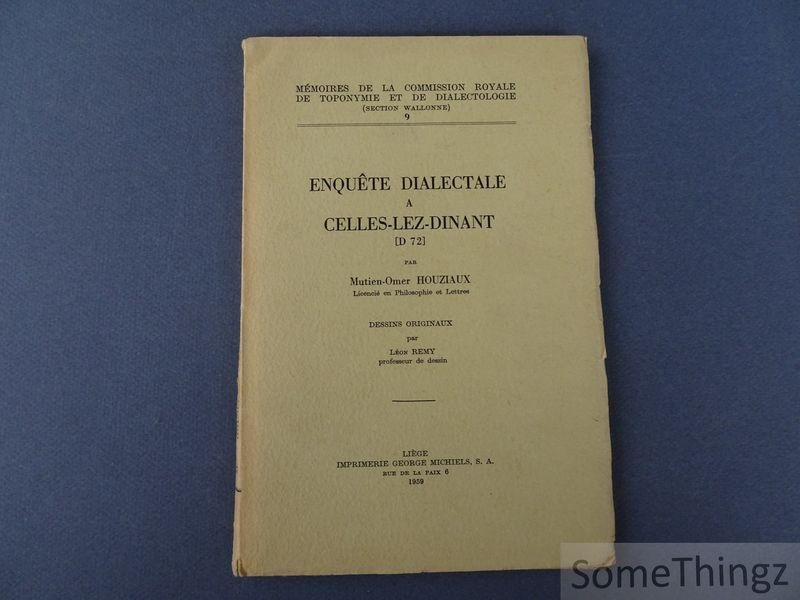 MÉMOIRES DE LA COMMISSION ROYALE
DE TOPONYMIE ET DE DIALECTOLOGIE
(SECTION WALLONNE)
9
ENQUÊTE DIALECTALE
A
CELLES-LEZ-DINANT
[D 72]
PAR
Mutien-Omer HOUZIAUX
Licencié en Philosophie et Lettres
DESSINS ORIGINAUX
par
Léon REMY
professeur de dessin
LIÈGE
IMPRIMERIE GEORGE MICHIELS, S. A.
RUE DE LA PAIX 6
1959
SomeThingz